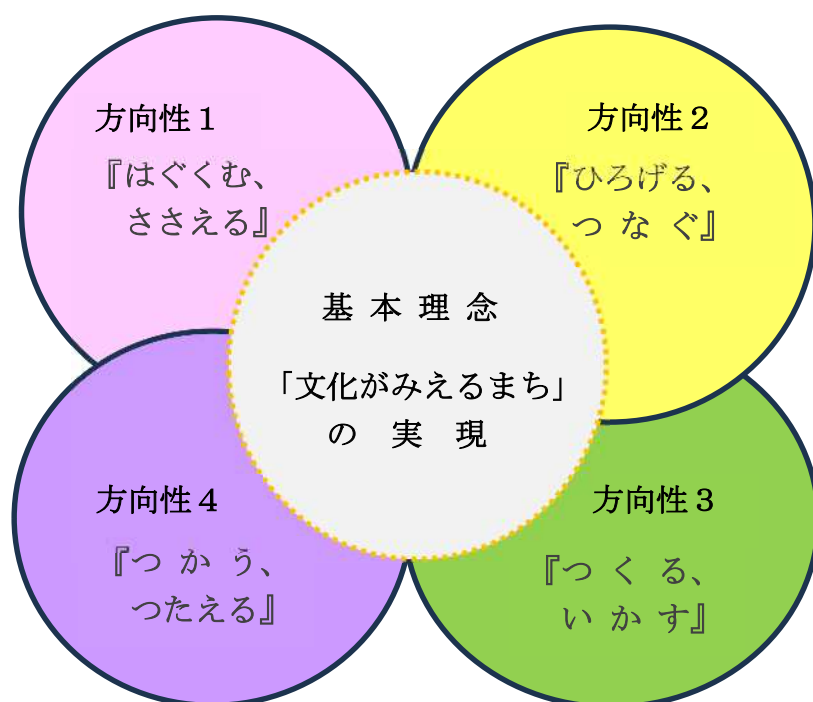 方向性１
『はぐくむ、
ささえる』
方向性２
『ひろげる、
つ な ぐ』
基 本 理 念
「文化がみえるまち」
の 実 現
方向性４
『つ か う、
つたえる』
方向性３
『つ く る、
い か す』